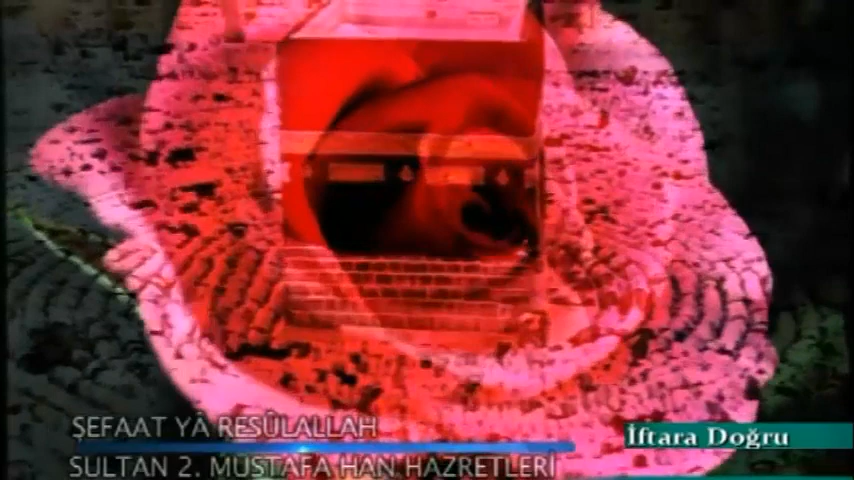 ŞEFAAT YÂ RESÛLALLAH
SULTAN 2. MUSTAFA HAN HAZRETLERİ
İftara Doğru